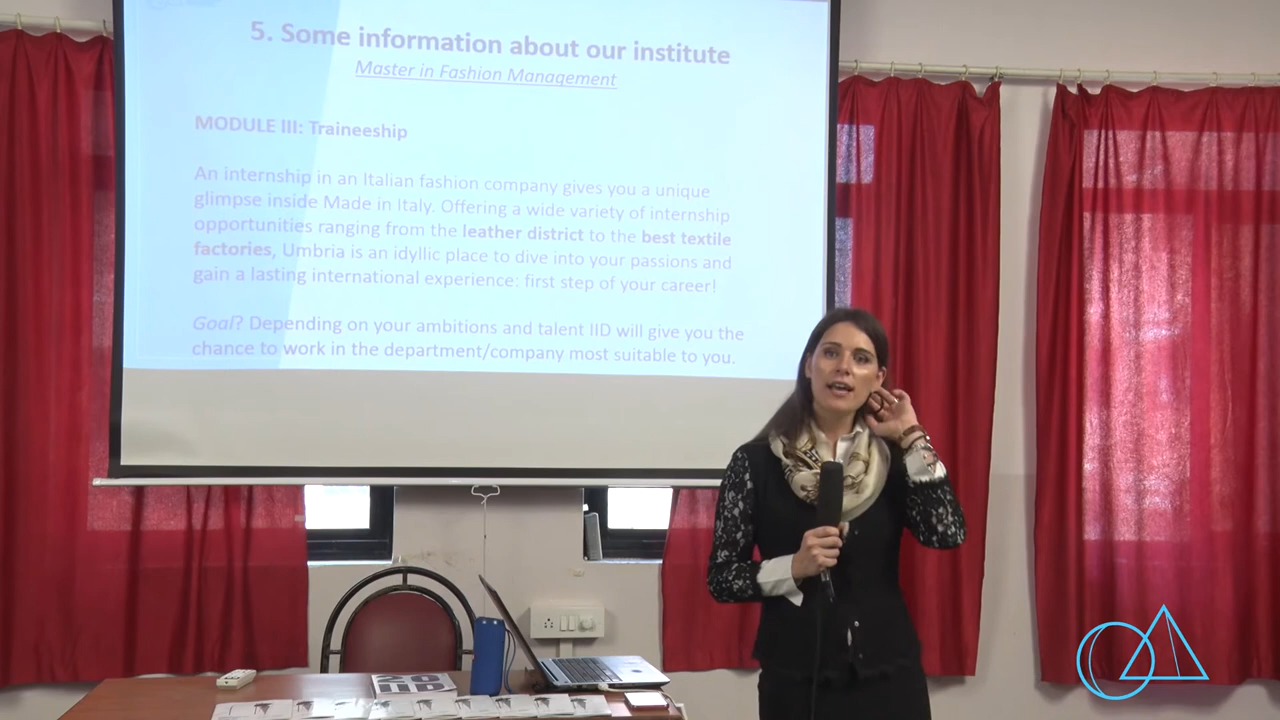 5. Some information about our institute
Master in Fashion Management
MODULE III: Traineeship
An internship in an Italian fashion company gives you a unique
glimpse inside Made in Italy. Offering a wide variety of internship
opportunities ranging from the leather district to the best textile
factories, Umbria is an idyllic place to dive into your passions and
gain a lasting international experience: first step of your career!
Goal? Depending on your ambitions and talent IID will give you the
chance to work in the department/company most suitable to you.
20
IID